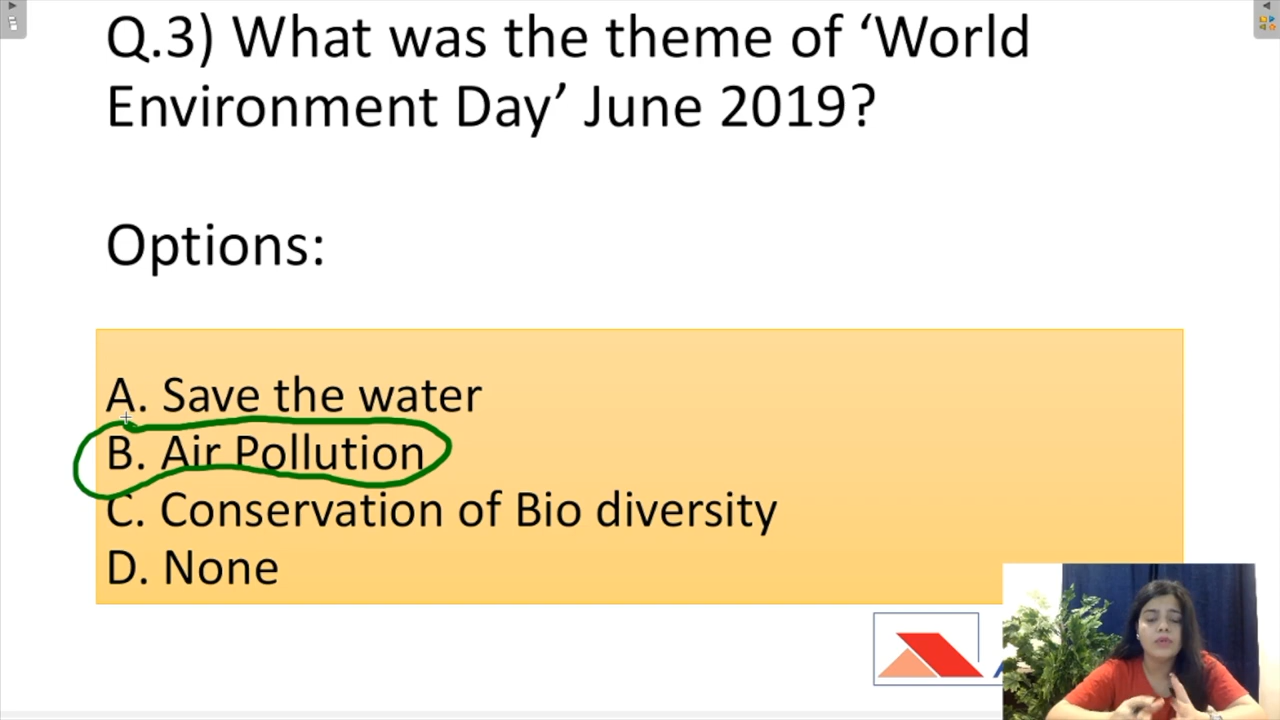 Q.3) What was the theme of ‘World
Environment Day’ June 2019?
Options:
A. Save the water
B. Air Pollution
C. Conservation of Bio diversity
D. None